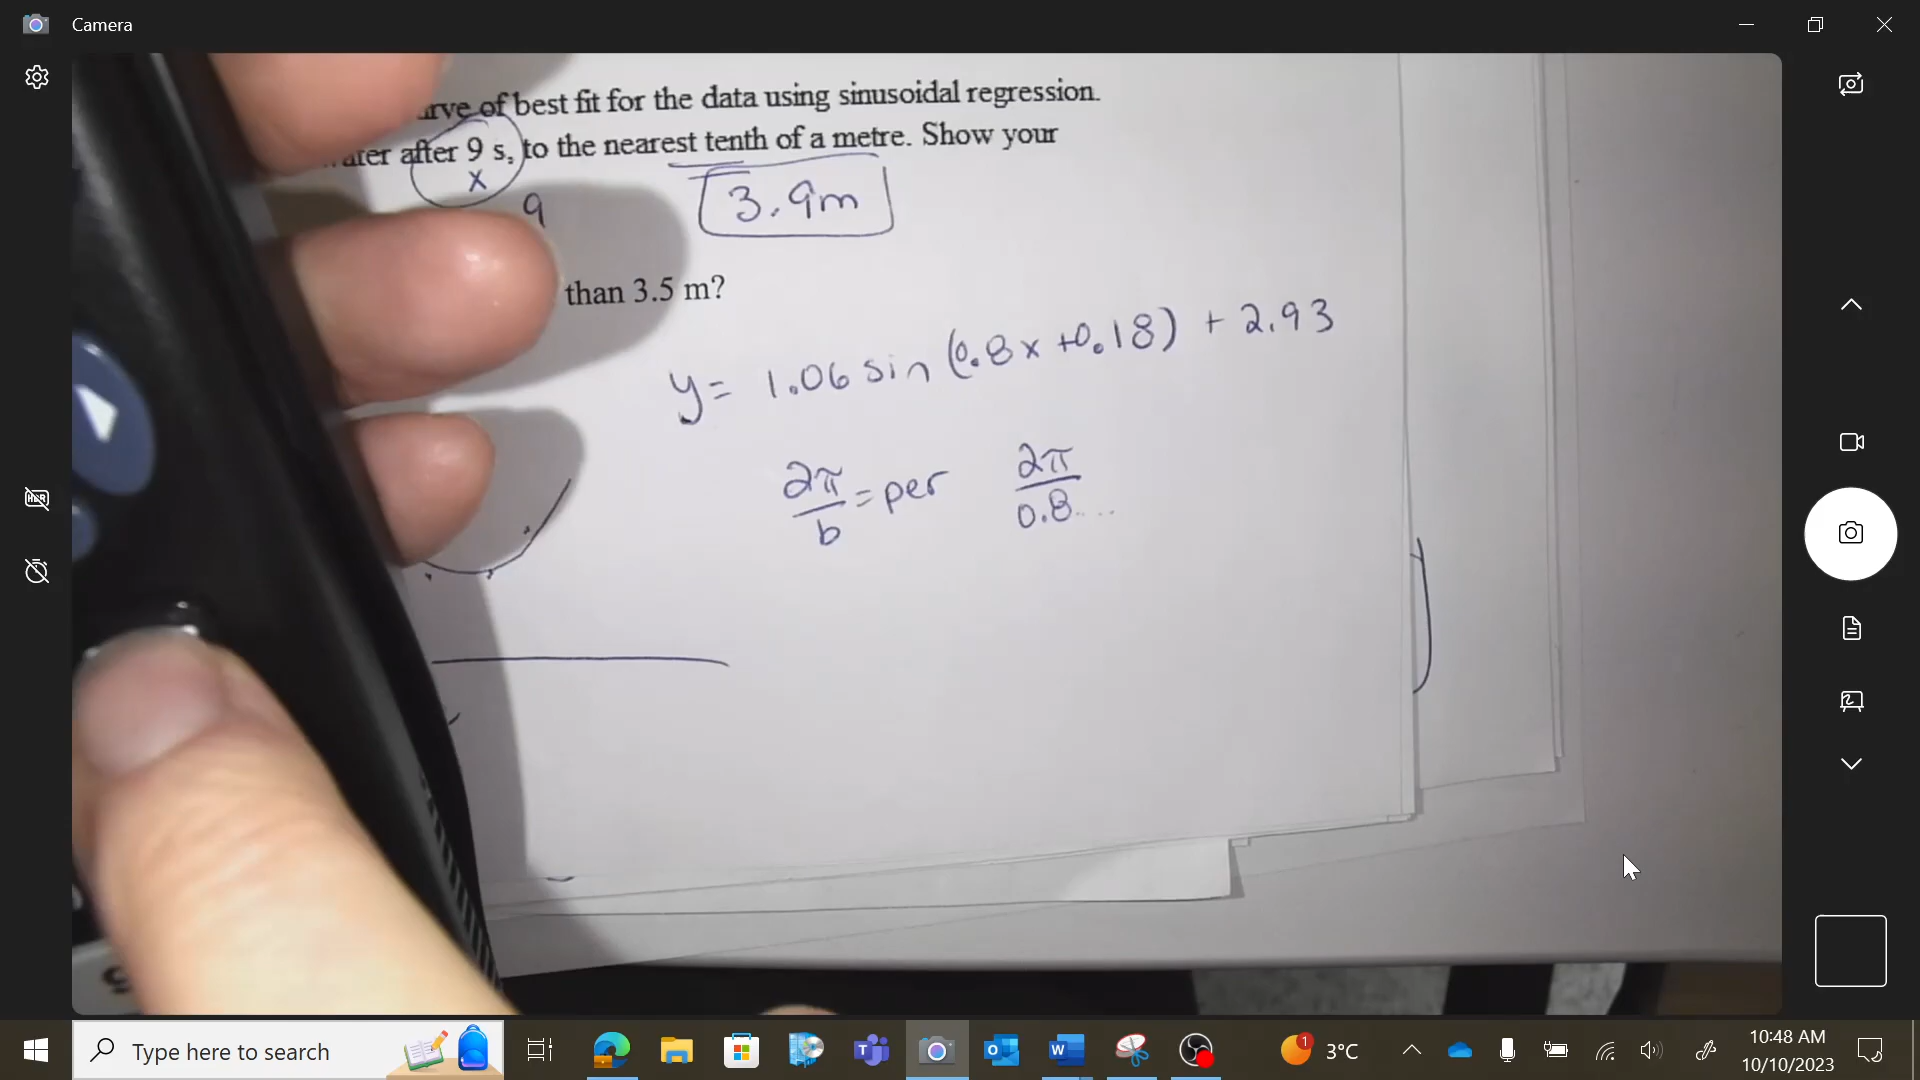 Camera
of best fit for the data using sinusoidal regression.
after 9 s, to the nearest tenth of a metre. Show your
x
9
3.9m
than 3.5 m?
y = 1.06 sin (0.8x +0.18) + 2.93
2π/b = per 2π/0.8...
Type here to search
1
3°C
10:48 AM
10/10/2023